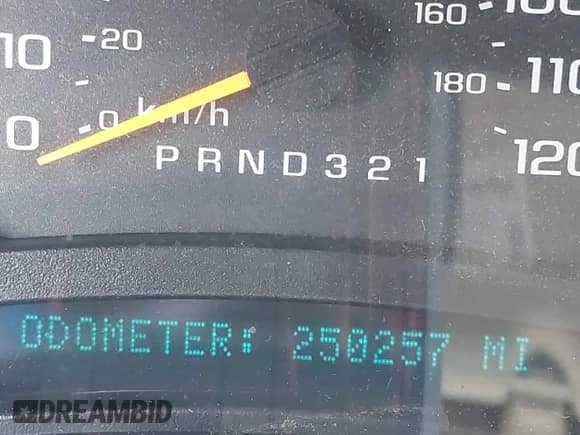 160 100
10 20
180 110
0 0 km/h
PRND321 120
ODOMETER: 250257 MI
DREAMBID